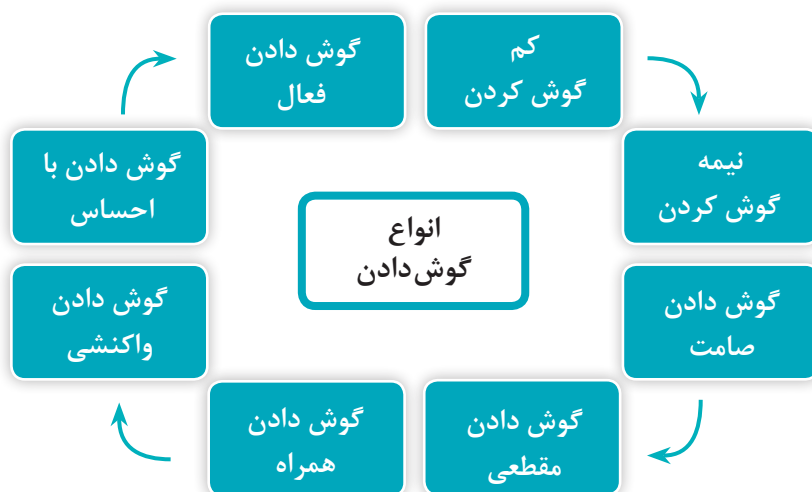 انواع
گوش‌دادن
کم
گوش کردن
نیمه
گوش کردن
گوش دادن
صامت
گوش دادن
مقطعی
گوش دادن
همراه
گوش دادن
واکنشی
گوش دادن با
احساس
گوش دادن
فعال